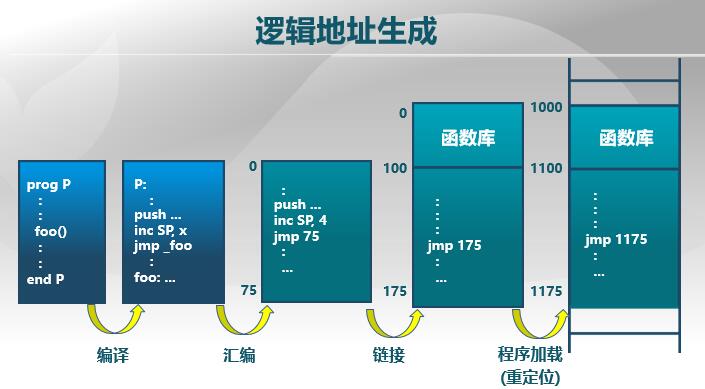 逻辑地址生成
prog P
:
:
foo()
:
:
end P
P:
:
push ...
inc SP, x
jmp _foo
:
foo: ...
0
75
:
push ...
inc SP, 4
jmp 75
:
...
0
100
175
函数库
:
:
:
jmp 175
:
...
1000
1100
1175
函数库
:
:
:
jmp 1175
:
...
编译
汇编
链接
程序加载
(重定位)